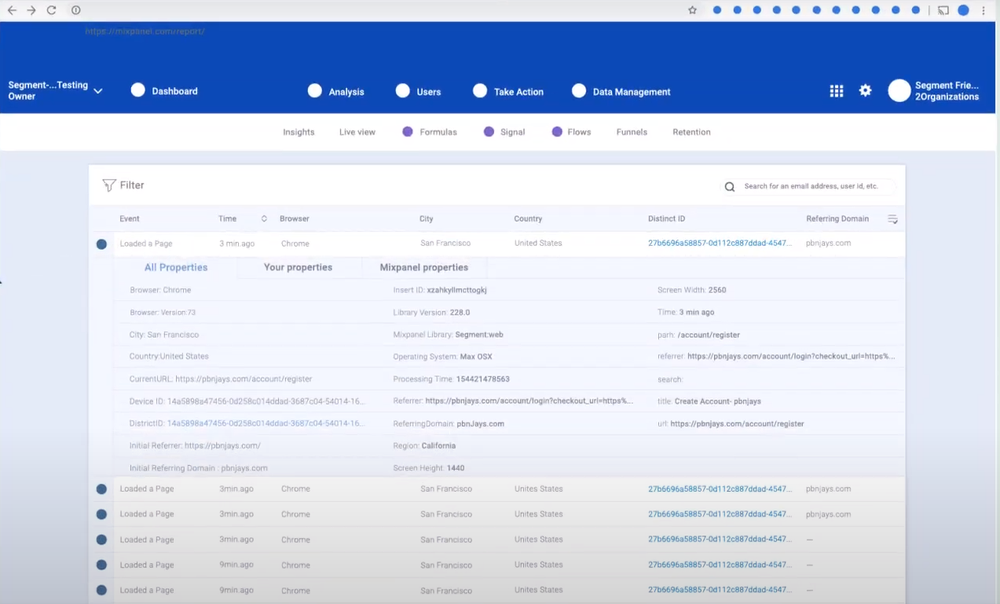 https://mixpanel.com/report/
Segment-...Testing
Owner
Dashboard
Analysis
Users
Take Action
Data Management
Segment Frie...
2Organizations
Insights
Live view
Formulas
Signal
Flows
Funnels
Retention
Filter
Search for an email address, user id, etc.
Event Time Browser City Country Distinct ID Referring Domain
Loaded a Page 3 min.ago Chrome San Francisco United States 27b6696a58857-0d112c887ddad-4547... pbnjays.com
All Properties Your properties Mixpanel properties
Browser: Chrome Insert ID: xzahkyllmcttogkj Screen Width: 2560
Browser: Version:73 Library Version: 228.0 Time: 3 min ago
City: San Francisco Mixpanel Library: Segment:web parh: /account/register
Country:United States Operating System: Max OSX referrer: https://pbnjays.com/account/login?checkout_url=https%...
CurrentURL: https://pbnjays.com/account/register Processing Time: 154421478563 search:
Device ID: 14a5898a47456-0d258c014ddad-3687c04-54014-16... Referrer: https://pbnjays.com/account/login?checkout_url=https%... title: Create Account- pbnjays
DistrictID: 14a5898a47456-0d258c014ddad-3687c04-54014-16... ReferringDomain: pbnJays.com url: https://pbnjays.com/account/register
Initial Referrer: https://pbnjays.com/ Region: California
Initial Referring Domain : pbnjays.com Screen Height: 1440
Loaded a Page 3min.ago Chrome San Francisco Unites States 27b6696a58857-0d112c887ddad-4547... pbnjays.com
Loaded a Page 3min.ago Chrome San Francisco Unites States 27b6696a58857-0d112c887ddad-4547... pbnjays.com
Loaded a Page 3min.ago Chrome San Francisco Unites States 27b6696a58857-0d112c887ddad-4547... —
Loaded a Page 9min.ago Chrome San Francisco Unites States 27b6696a58857-0d112c887ddad-4547... —
Loaded a Page 9min.ago Chrome San Francisco Unites States 27b6696a58857-0d112c887ddad-4547... —